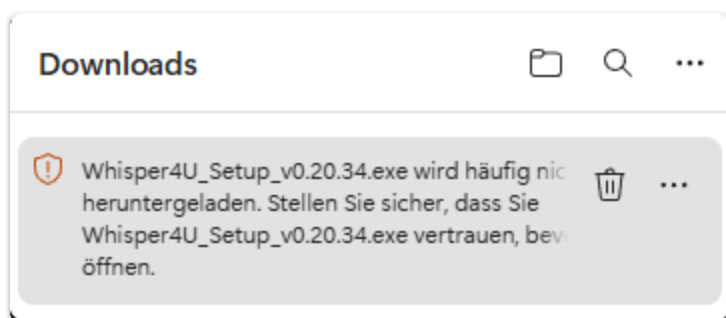 Downloads
Whisper4U_Setup_v0.20.34.exe wird häufig nic
heruntergeladen. Stellen Sie sicher, dass Sie
Whisper4U_Setup_v0.20.34.exe vertrauen, bev
öffnen.